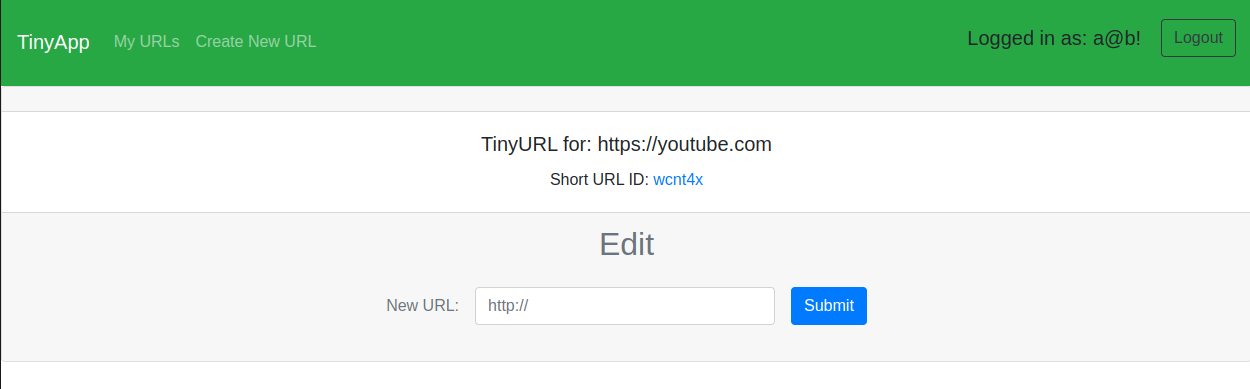 TinyApp My URLs Create New URL Logged in as: a@b! Logout
TinyURL for: https://youtube.com
Short URL ID: wcnt4x
Edit
New URL: http:// Submit